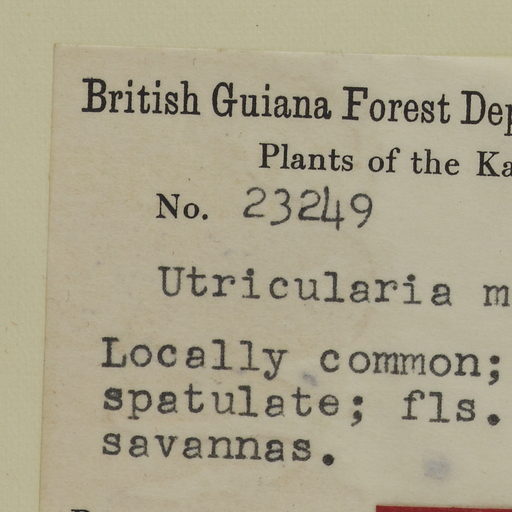 British Guiana Forest Dep
Plants of the Ka
No. 23249
Utricularia m
Locally common;
spatulate; fls.
savannas.